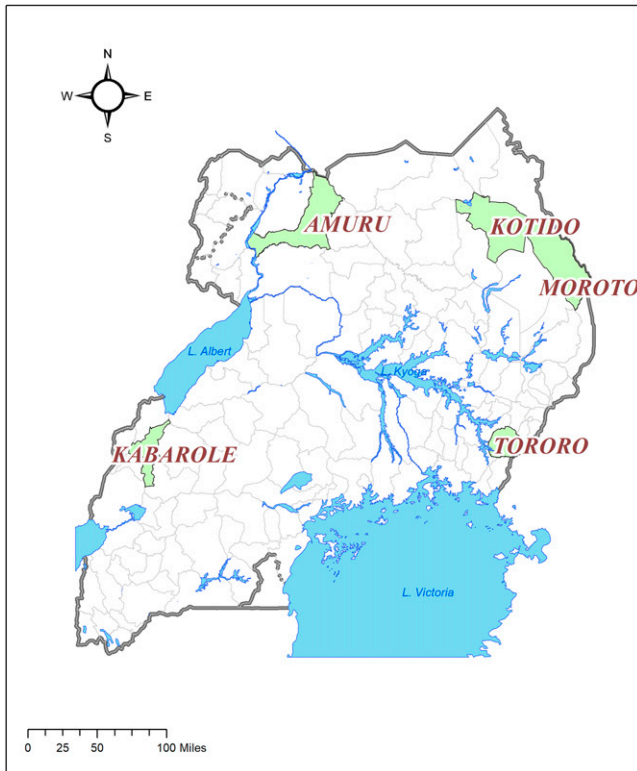 N
W E
S
AMURU
KOTIDO
MOROTO
L. Albert
L. Kyoga
KABAROLE
TORORO
L. Victoria
0 25 50 100 Miles